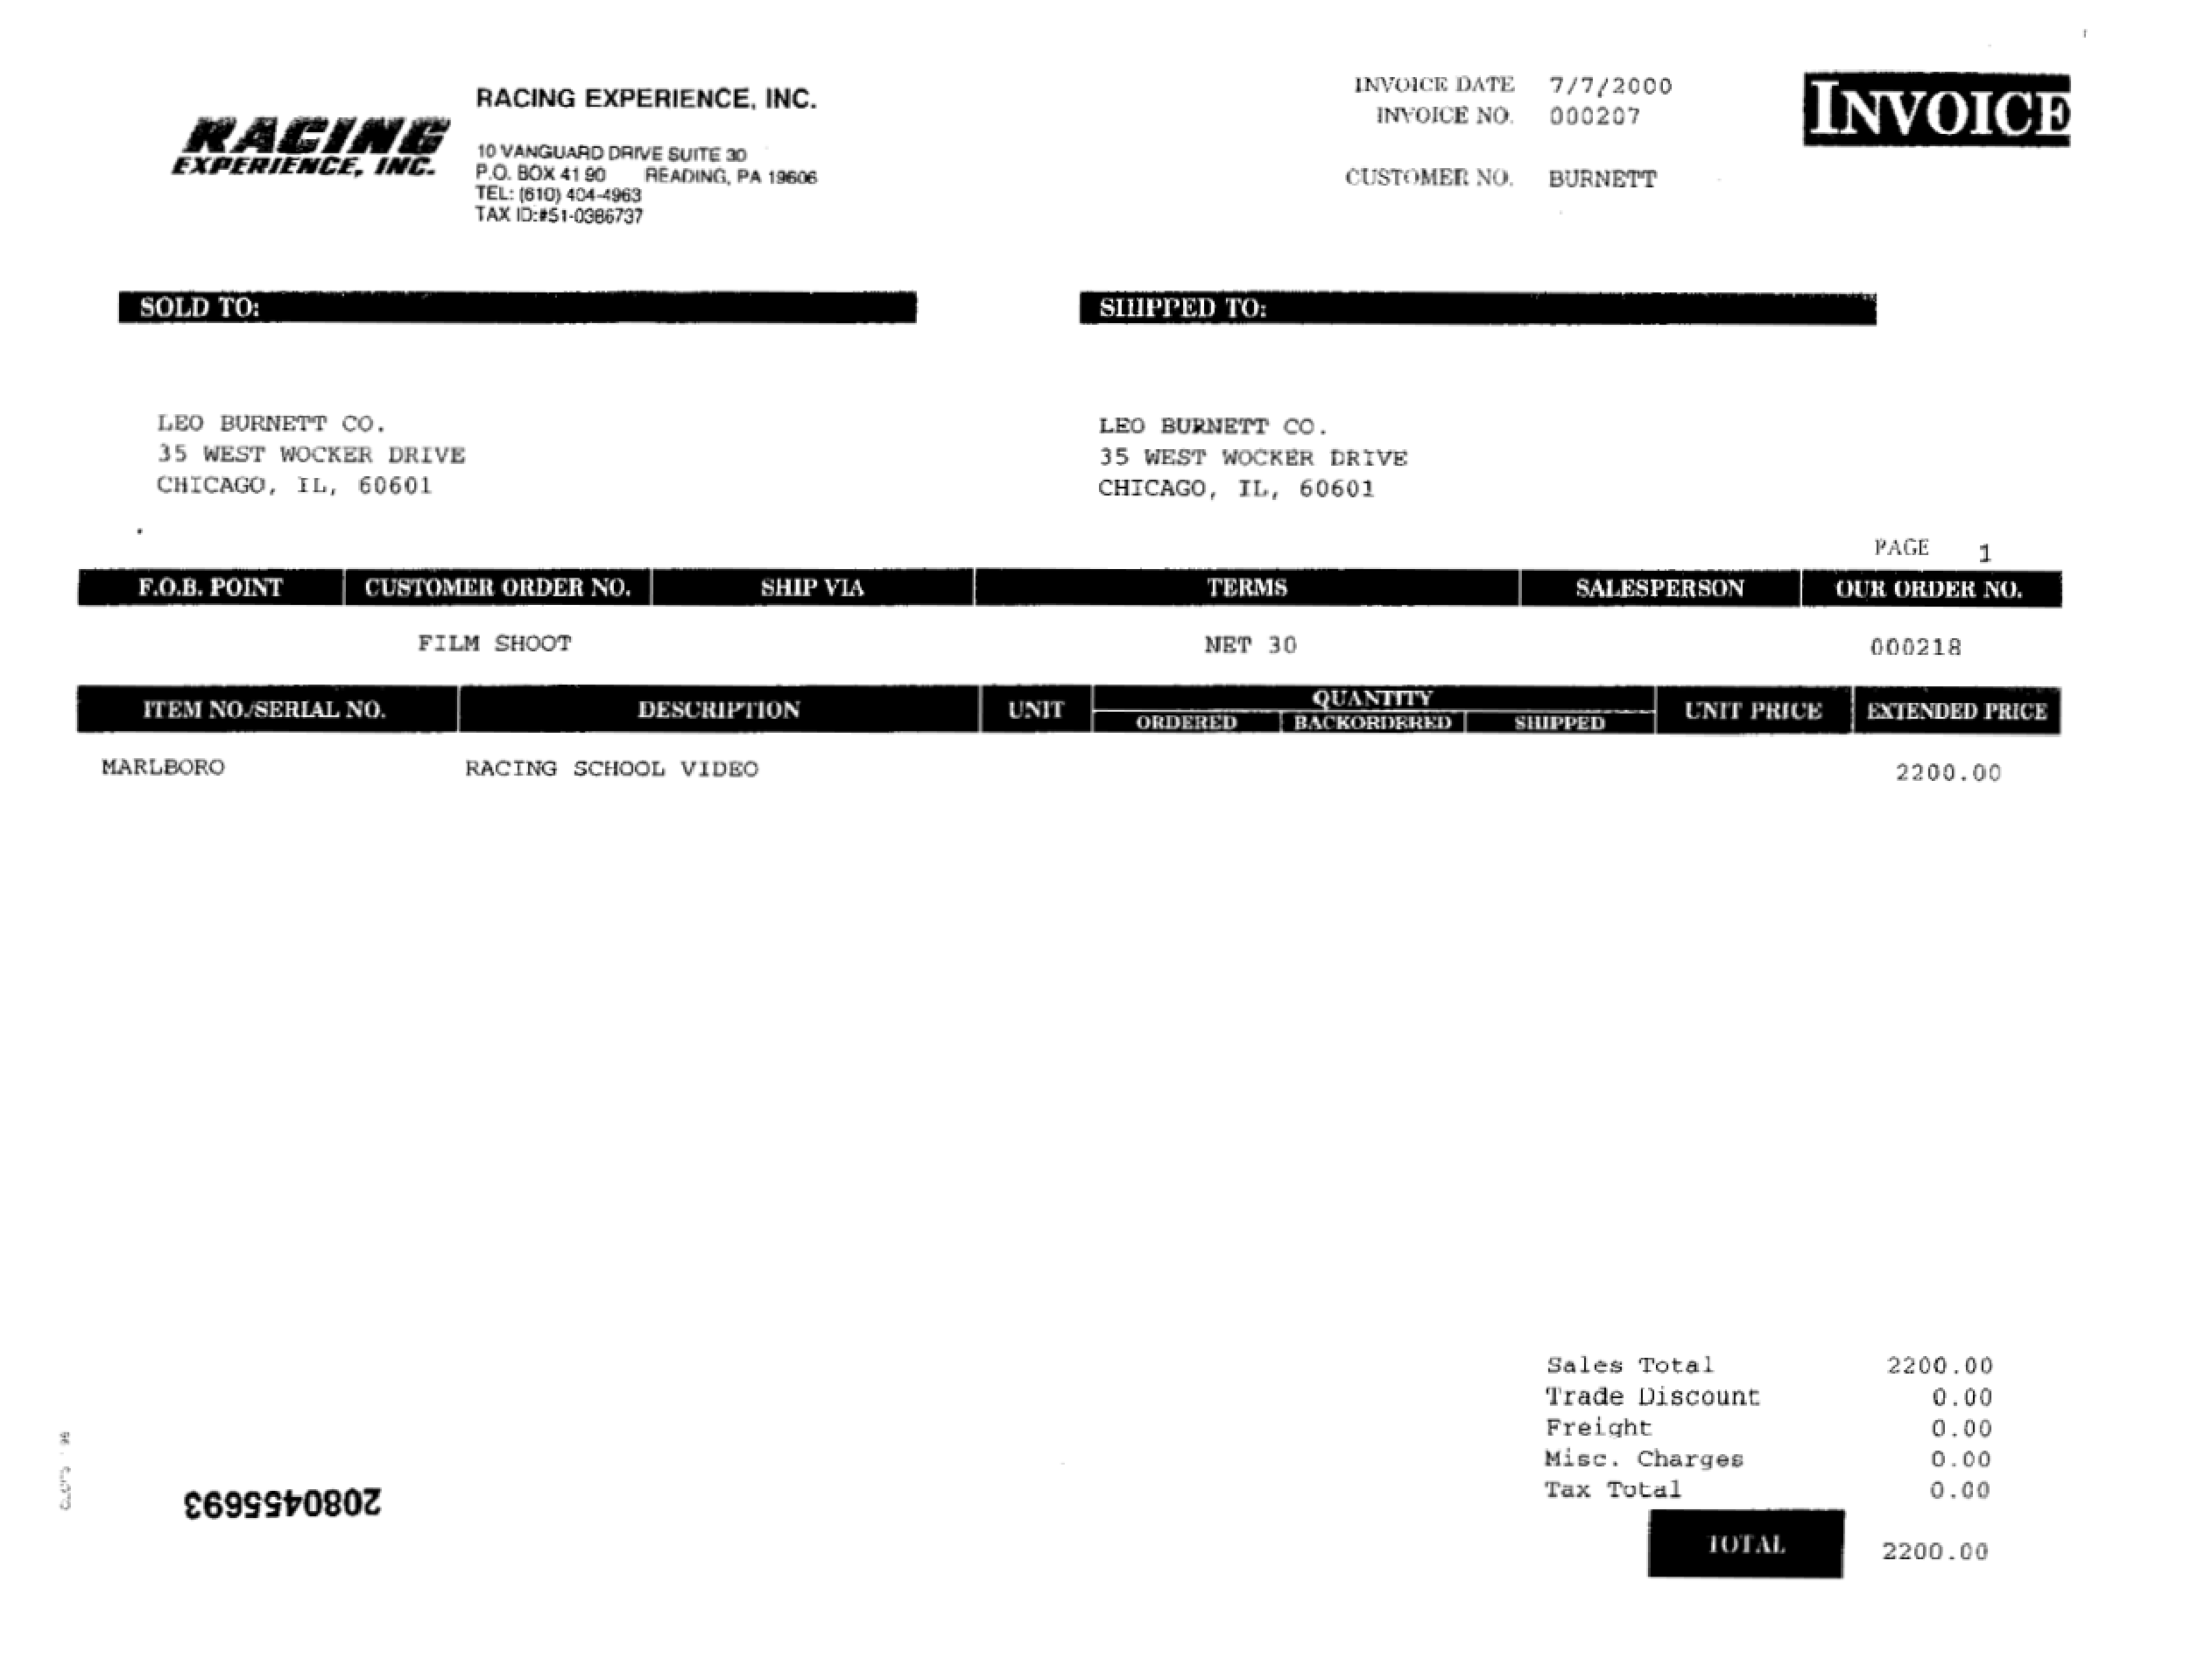 RACING
EXPERIENCE, INC.
RACING EXPERIENCE, INC.
10 VANGUARD DRIVE SUITE 30
P.O. BOX 41 90 READING, PA 19606
TEL: (610) 404-4963
TAX ID:#51-0386737
INVOICE DATE 7/7/2000
INVOICE NO. 000207
CUSTOMER NO. BURNETT
INVOICE
SOLD TO:
LEO BURNETT CO.
35 WEST WOCKER DRIVE
CHICAGO, IL, 60601
SHIPPED TO:
LEO BURNETT CO.
35 WEST WOCKER DRIVE
CHICAGO, IL, 60601
PAGE 1
F.O.B. POINT CUSTOMER ORDER NO. SHIP VIA TERMS SALESPERSON OUR ORDER NO.
FILM SHOOT NET 30 000218
ITEM NO./SERIAL NO. DESCRIPTION UNIT QUANTITY UNIT PRICE EXTENDED PRICE
ORDERED BACKORDERED SHIPPED
MARLBORO RACING SCHOOL VIDEO 2200.00
Sales Total 2200.00
Trade Discount 0.00
Freight 0.00
Misc. Charges 0.00
Tax Total 0.00
TOTAL 2200.00
2080455693